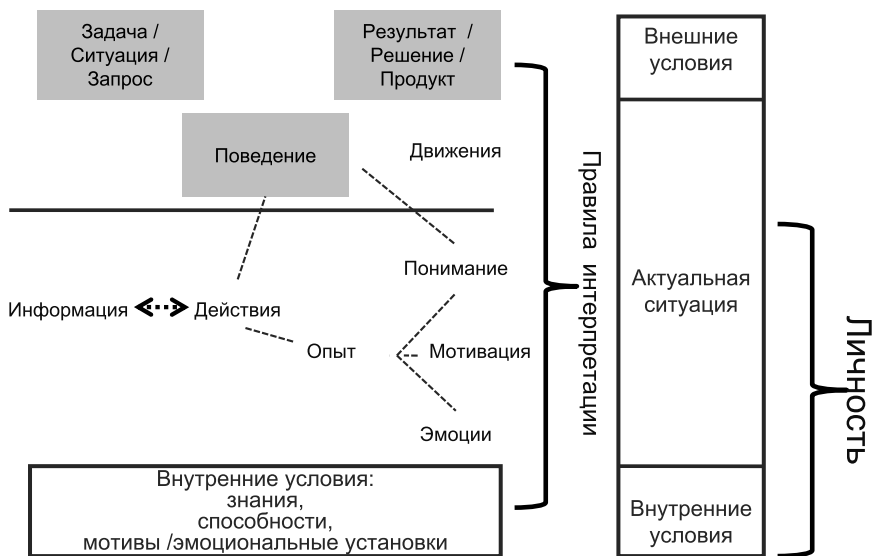 Задача /
Ситуация /
Запрос
Результат /
Решение /
Продукт
Поведение
Движения
Понимание
Информация
Действия
Опыт
Мотивация
Эмоции
Внутренние условия:
знания,
способности,
мотивы /эмоциональные установки
Правила интерпретации
Внешние
условия
Актуальная
ситуация
Внутренние
условия
Личность